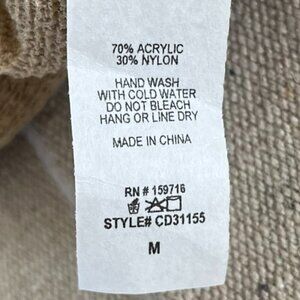 70% ACRYLIC
30% NYLON
HAND WASH
WITH COLD WATER
DO NOT BLEACH
HANG OR LINE DRY
MADE IN CHINA
RN # 159716
STYLE# CD31155
M